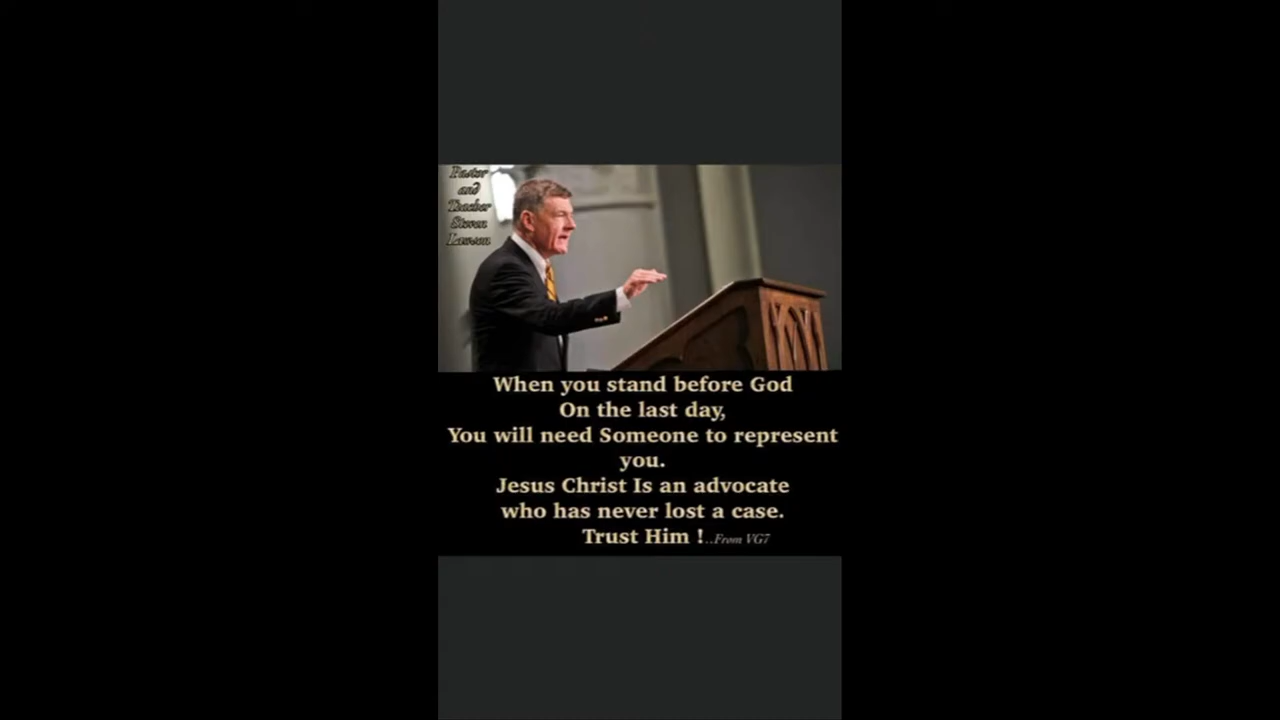 Pastor
and
Teacher
Steven
Lawson
When you stand before God
On the last day,
You will need Someone to represent
you.
Jesus Christ Is an advocate
who has never lost a case.
Trust Him !..From VG7